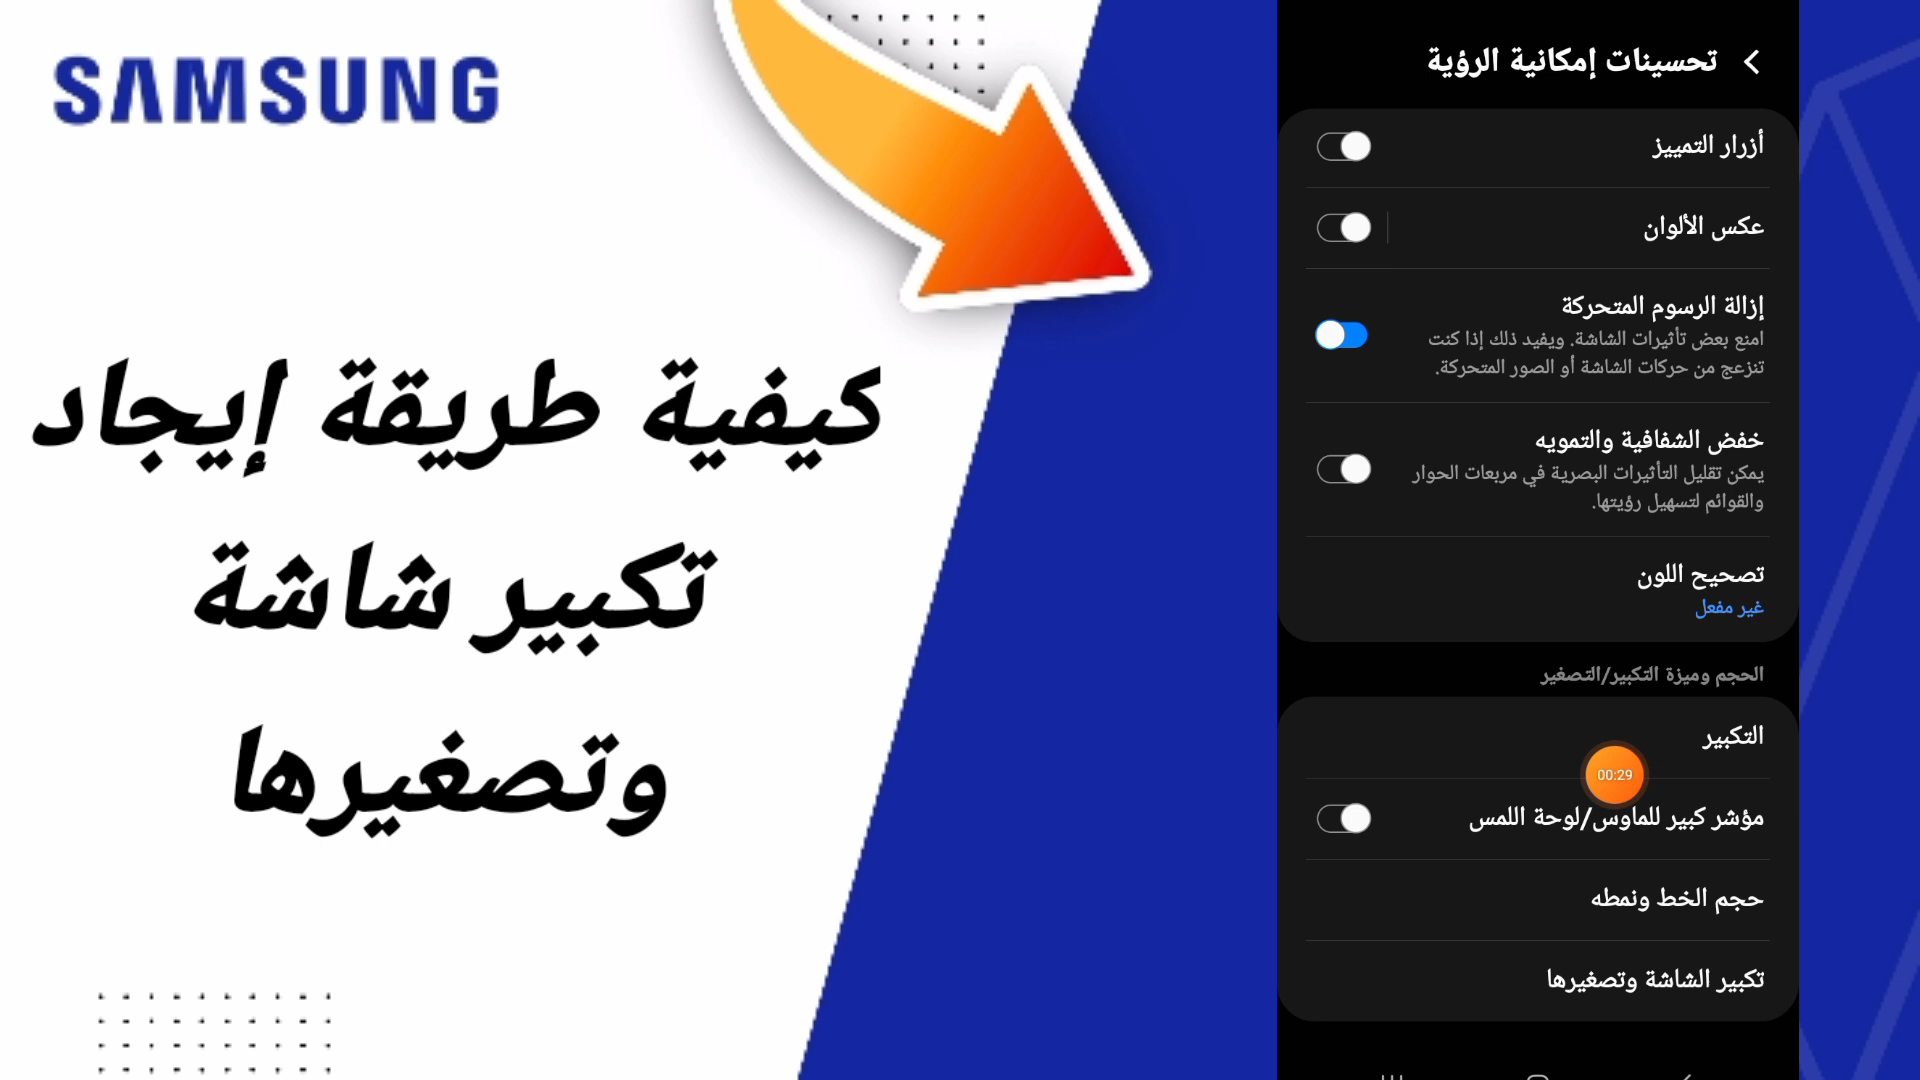 SAMSUNG
كيفية طريقة إيجاد
تكبير شاشة
وتصغيرها
تحسينات إمكانية الرؤية
أزرار التمييز
عكس الألوان
إزالة الرسوم المتحركة
امنع بعض تأثيرات الشاشة. ويفيد ذلك إذا كنت
تنزعج من حركات الشاشة أو الصور المتحركة.
خفض الشفافية والتمويه
يمكن تقليل التأثيرات البصرية في مربعات الحوار
والقوائم لتسهيل رؤيتها.
تصحيح اللون
غير مفعل
الحجم وميزة التكبير/التصغير
التكبير
00:29
مؤشر كبير للماوس/لوحة اللمس
حجم الخط ونمطه
تكبير الشاشة وتصغيرها